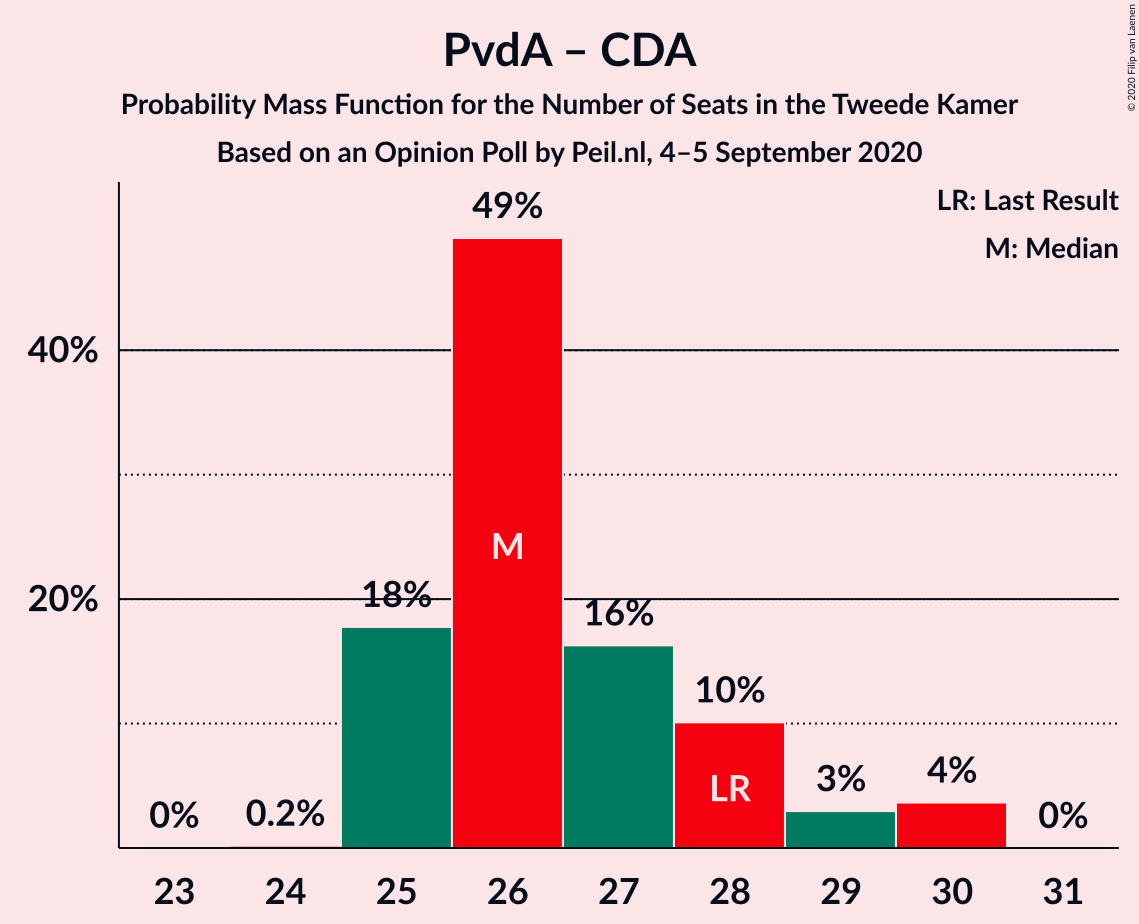 PvdA – CDA
Probability Mass Function for the Number of Seats in the Tweede Kamer
Based on an Opinion Poll by Peil.nl, 4–5 September 2020
© 2020 Filip van Laenen
LR: Last Result
M: Median
49%
40%
M
20%
18%
16%
10%
LR
3%
4%
0%
0.2%
0%
23 24 25 26 27 28 29 30 31